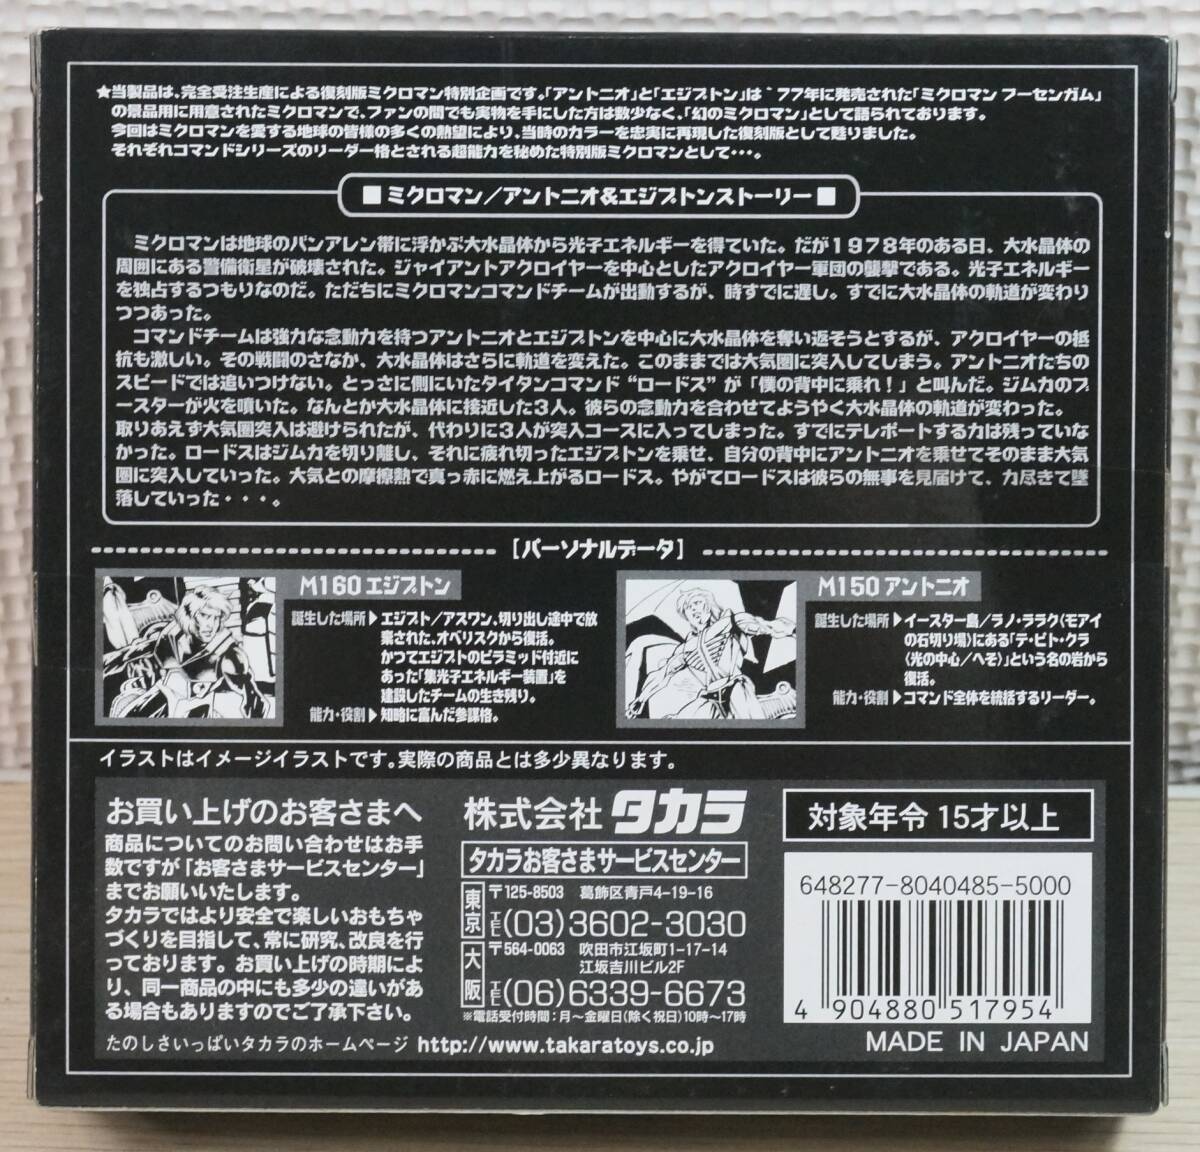 ★当製品は、完全受注生産による復刻版ミクロマン特別企画です。「アントニオ」と「エジプトン」は’77年に発売された「ミクロマン フーセンガム」
の景品用に用意されたミクロマンで、ファンの間でも実物を手にした方は数少なく、「幻のミクロマン」として語られております。
今回はミクロマンを愛する地球の皆様の多くの熱望により、当時のカラーを忠実に再現した復刻版として甦りました。
それぞれコマンドシリーズのリーダー格とされる超能力を秘めた特別版ミクロマンとして・・・。
■ミクロマン／アントニオ&エジプトンストーリー■
ミクロマンは地球のバンアレン帯に浮かぶ大水晶体から光子エネルギーを得ていた。だが1978年のある日、大水晶体の
周囲にある警備衛星が破壊された。ジャイアントアクロイヤーを中心としたアクロイヤー軍団の襲撃である。光子エネルギー
を独占するつもりなのだ。ただちにミクロマンコマンドチームが出動するが、時すでに遅し。すでに大水晶体の軌道が変わり
つつあった。
コマンドチームは強力な念動力を持つアントニオとエジプトンを中心に大水晶体を奪い返そうとするが、アクロイヤーの抵
抗も激しい。その戦闘のさなか、大水晶体はさらに軌道を変えた。このままでは大気圏に突入してしまう。アントニオたちの
スピードでは追いつけない。とっさに側にいたタイタンコマンド“ロードス”が「僕の背中に乗れ！」と叫んだ。ジムカのブ
ースターが火を噴いた。なんとか大水晶体に接近した3人。彼らの念動力を合わせてようやく大水晶体の軌道が変わった。
取りあえず大気圏突入は避けられたが、代わりに3人が突入コースに入ってしまった。すでにテレポートする力は残っていな
かった。ロードスはジムカを切り離し、それに疲れ切ったエジプトンを乗せ、自分の背中にアントニオを乗せてそのまま大気
圏に突入していった。大気との摩擦熱で真っ赤に燃え上がるロードス。やがてロードスは彼らの無事を見届けて、力尽きて墜
落していった・・・。
［パーソナルデータ］
M160 エジプトン
誕生した場所▶エジプト／アスワン、切り出し途中で放
棄された、オベリスクから復活。
かつてエジプトのピラミッド付近に
あった「集光子エネルギー装置」を
建設したチームの生き残り。
能力・役割▶知略に富んだ参謀格。
M150 アントニオ
誕生した場所▶イースター島／ラノ・ララク（モアイ
の石切り場）にある「テ・ピト・クラ
（光の中心／へそ）」という名の岩から
復活。
能力・役割▶コマンド全体を統括するリーダー。
イラストはイメージイラストです。実際の商品とは多少異なります。
お買い上げのお客さまへ
商品についてのお問い合わせはお手
数ですが「お客さまサービスセンター」
までお願いいたします。
タカラではより安全で楽しいおもちゃ
づくりを目指して、常に研究、改良を行
っております。お買い上げの時期によ
り、同一商品の中にも多少の違いがあ
る場合もありますのでご了承下さい。
株式会社 タカラ
タカラお客さまサービスセンター
東京 〒125-8503 葛飾区青戸4-19-16
TEL(03)3602-3030
大阪 〒564-0063 吹田市江坂町1-17-14
江坂吉川ビル2F
TEL(06)6339-6673
※電話受付時間：月～金曜日(除く祝日)10時～17時
たのしさいっぱいタカラのホームページ http://www.takaratoys.co.jp
対象年令 15才以上
648277-8040485-5000
4 904880 517954
MADE IN JAPAN